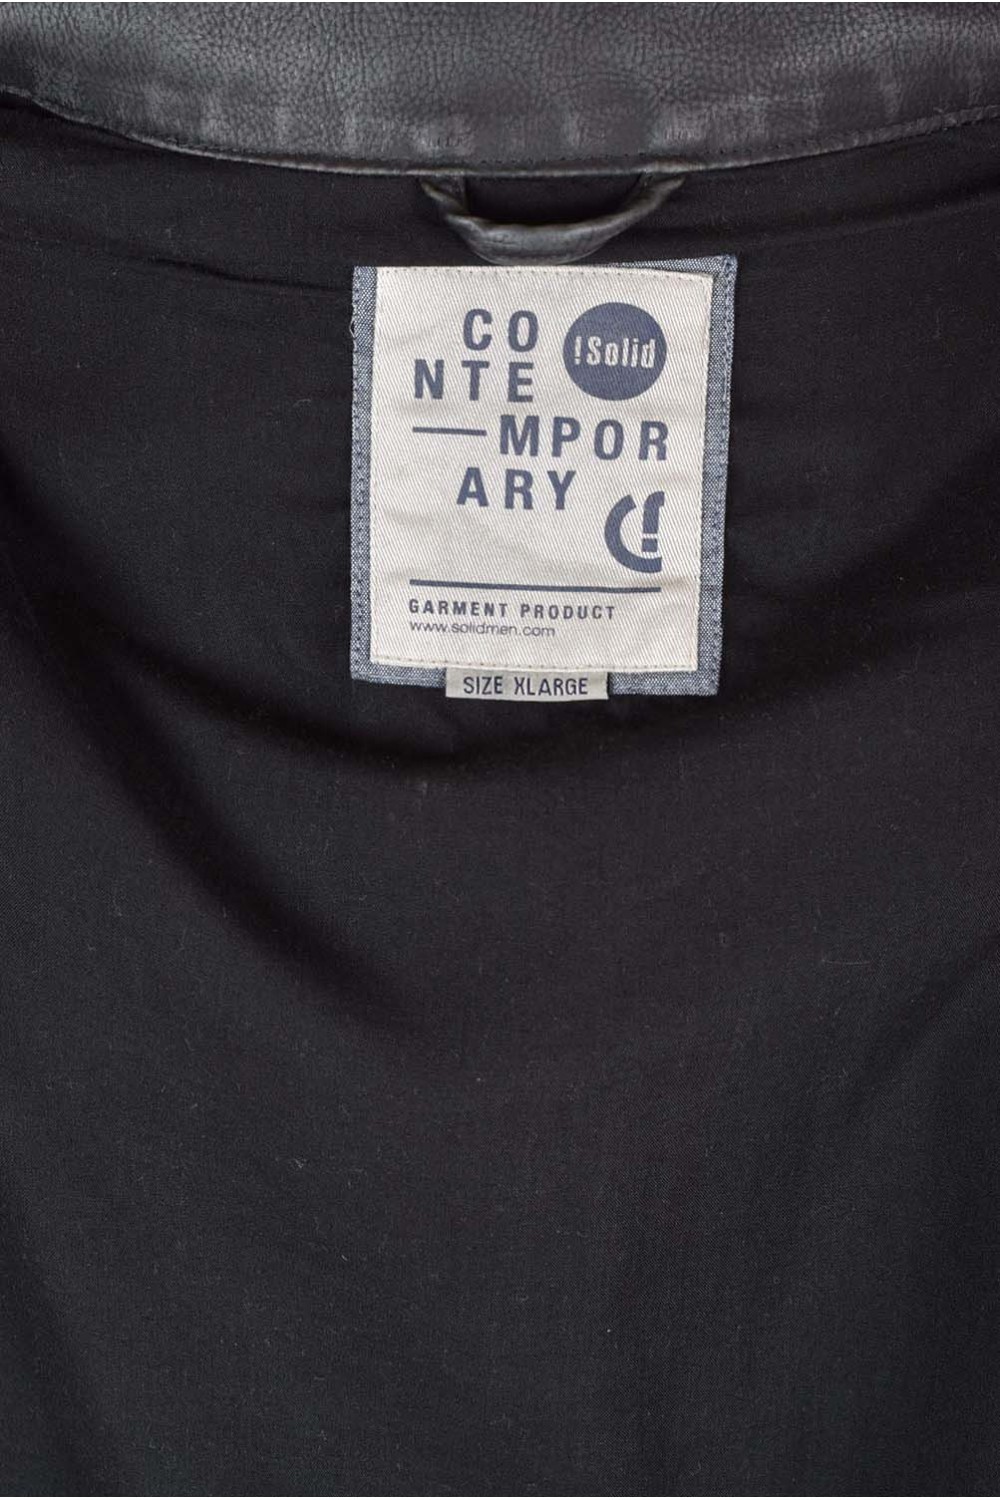 CO
!Solid
NTE
—MPOR
ARY
GARMENT PRODUCT
www.solidmen.com
SIZE XLARGE